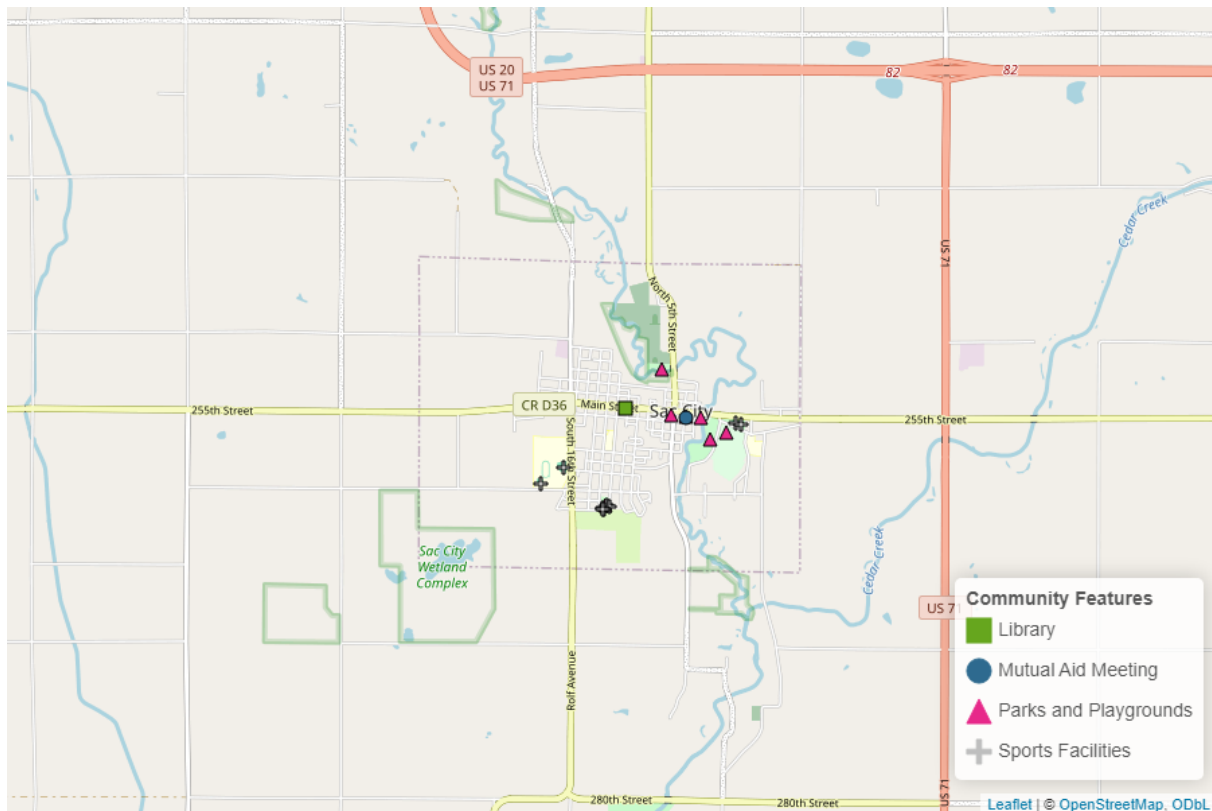 US 20
US 71
82
82
Cedar Creek
US 71
North 5th Street
CR D36
Main Street
Sac City
255th Street
255th Street
South 16th Street
Sac City
Wetland
Complex
Cedar Creek
US 71
Rolf Avenue
280th Street
280th Street
US 71
Community Features
Library
Mutual Aid Meeting
Parks and Playgrounds
Sports Facilities
Leaflet | © OpenStreetMap, ODbL